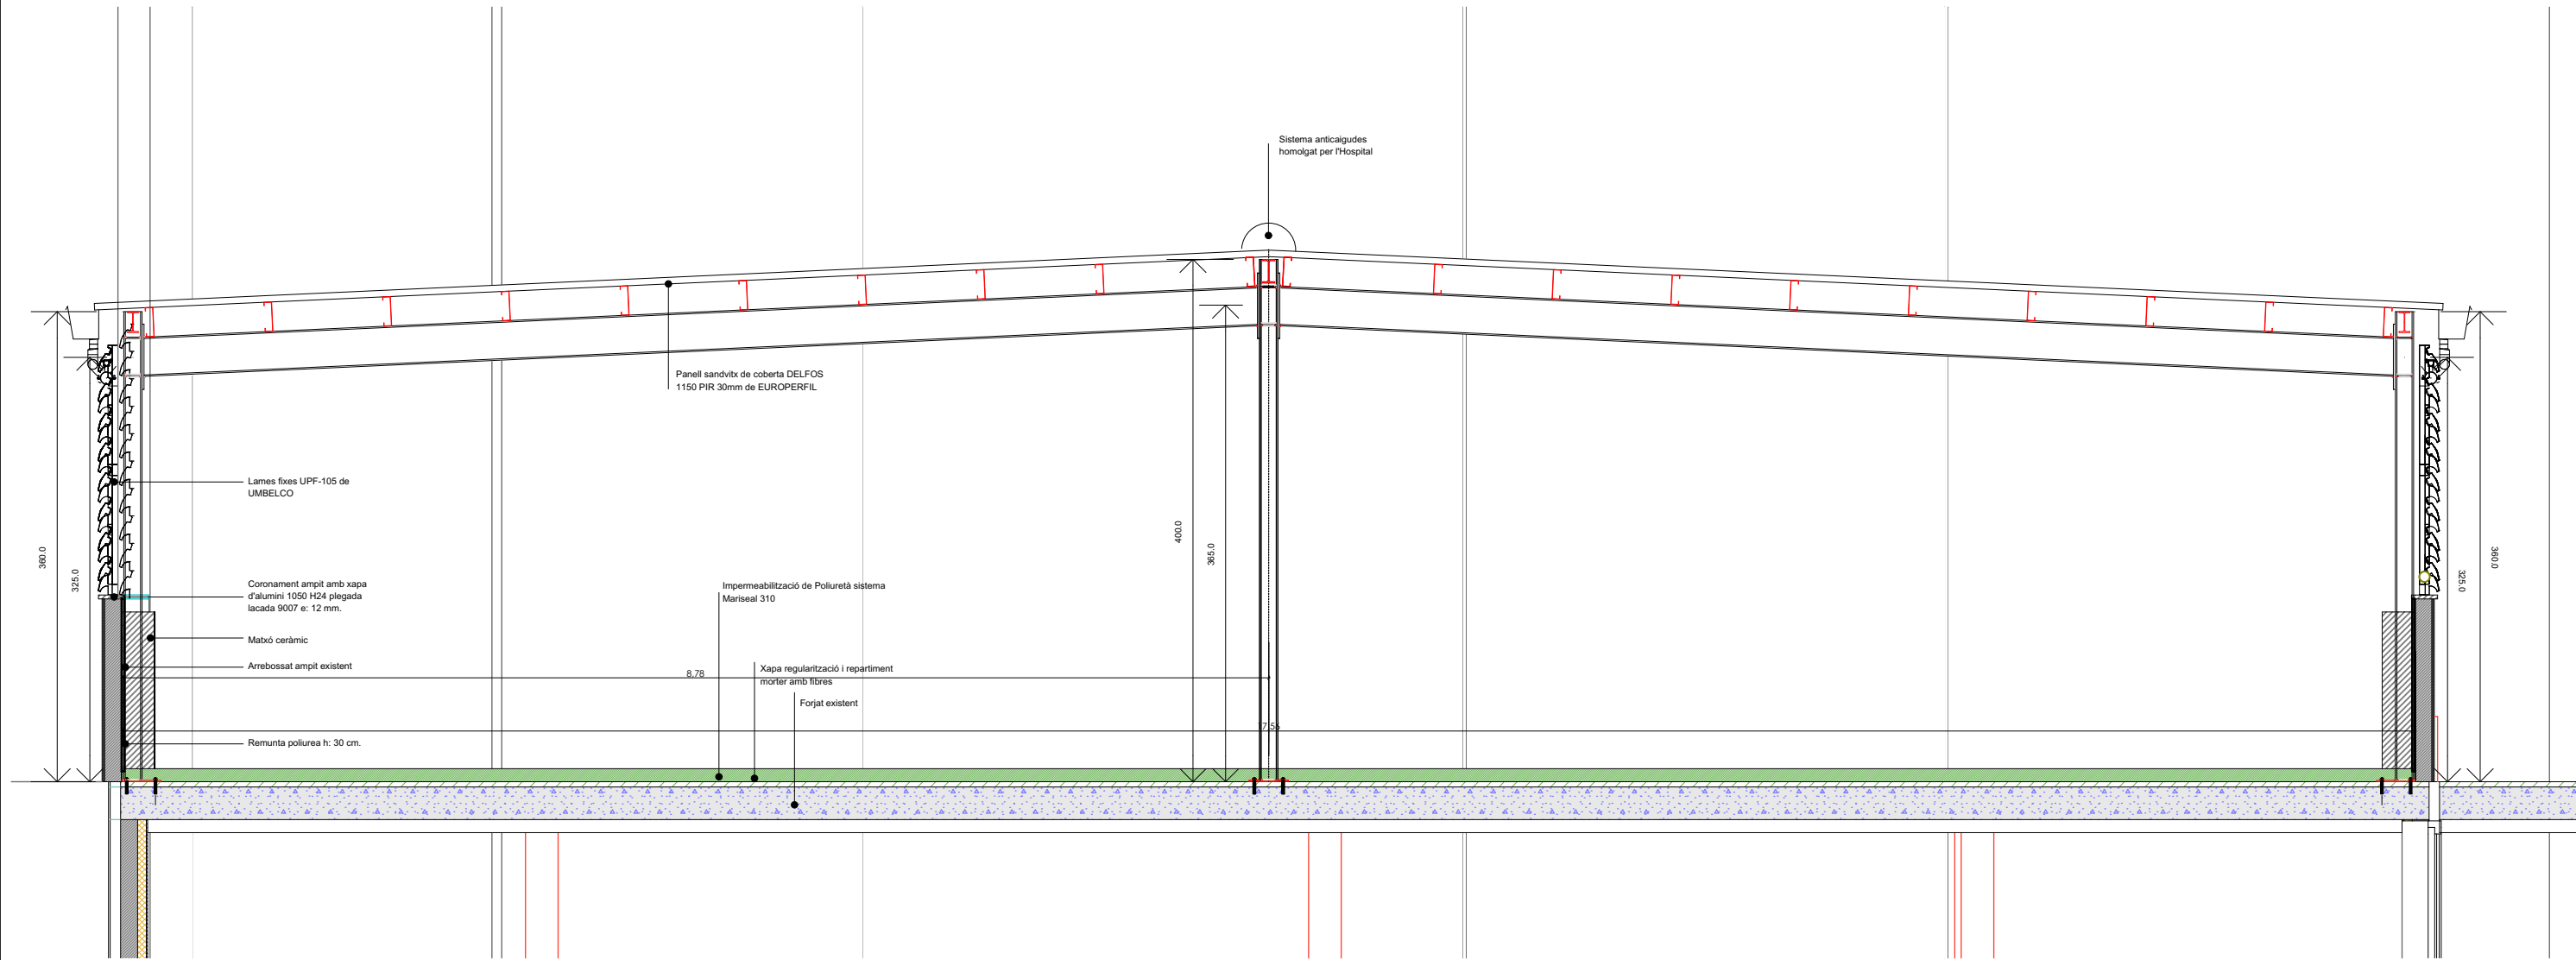 Sistema anticaigudes
homolgat per l'Hospital
Panell sandvitx de coberta DELFOS
1150 PIR 30mm de EUROPERFIL
Lames fixes UPF-105 de
UMBELCO
360.0
325.0
400.0
365.0
325.0
360.0
Coronament ampit amb xapa
d'alumini 1050 H24 plegada
lacada 9007 e: 12 mm.
Impermeabilització de Poliuretà sistema
Mariseal 310
Matxó ceràmic
Arrebossat ampit existent
Xapa regularització i repartiment
morter amb fibres
8,78
Forjat existent
17,56
Remunta poliurea h: 30 cm.